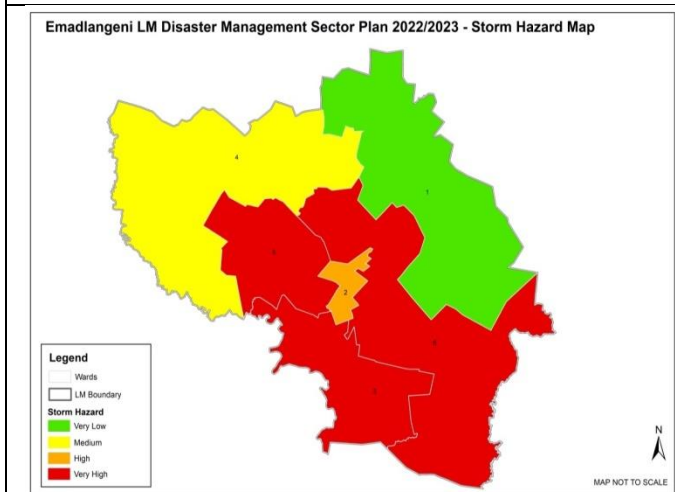 Emadlangeni LM Disaster Management Sector Plan 2022/2023 - Storm Hazard Map
4
1
2
Legend
Wards
LM Boundary
Storm Hazard
Very Low
Medium
High
Very High
N
MAP NOT TO SCALE